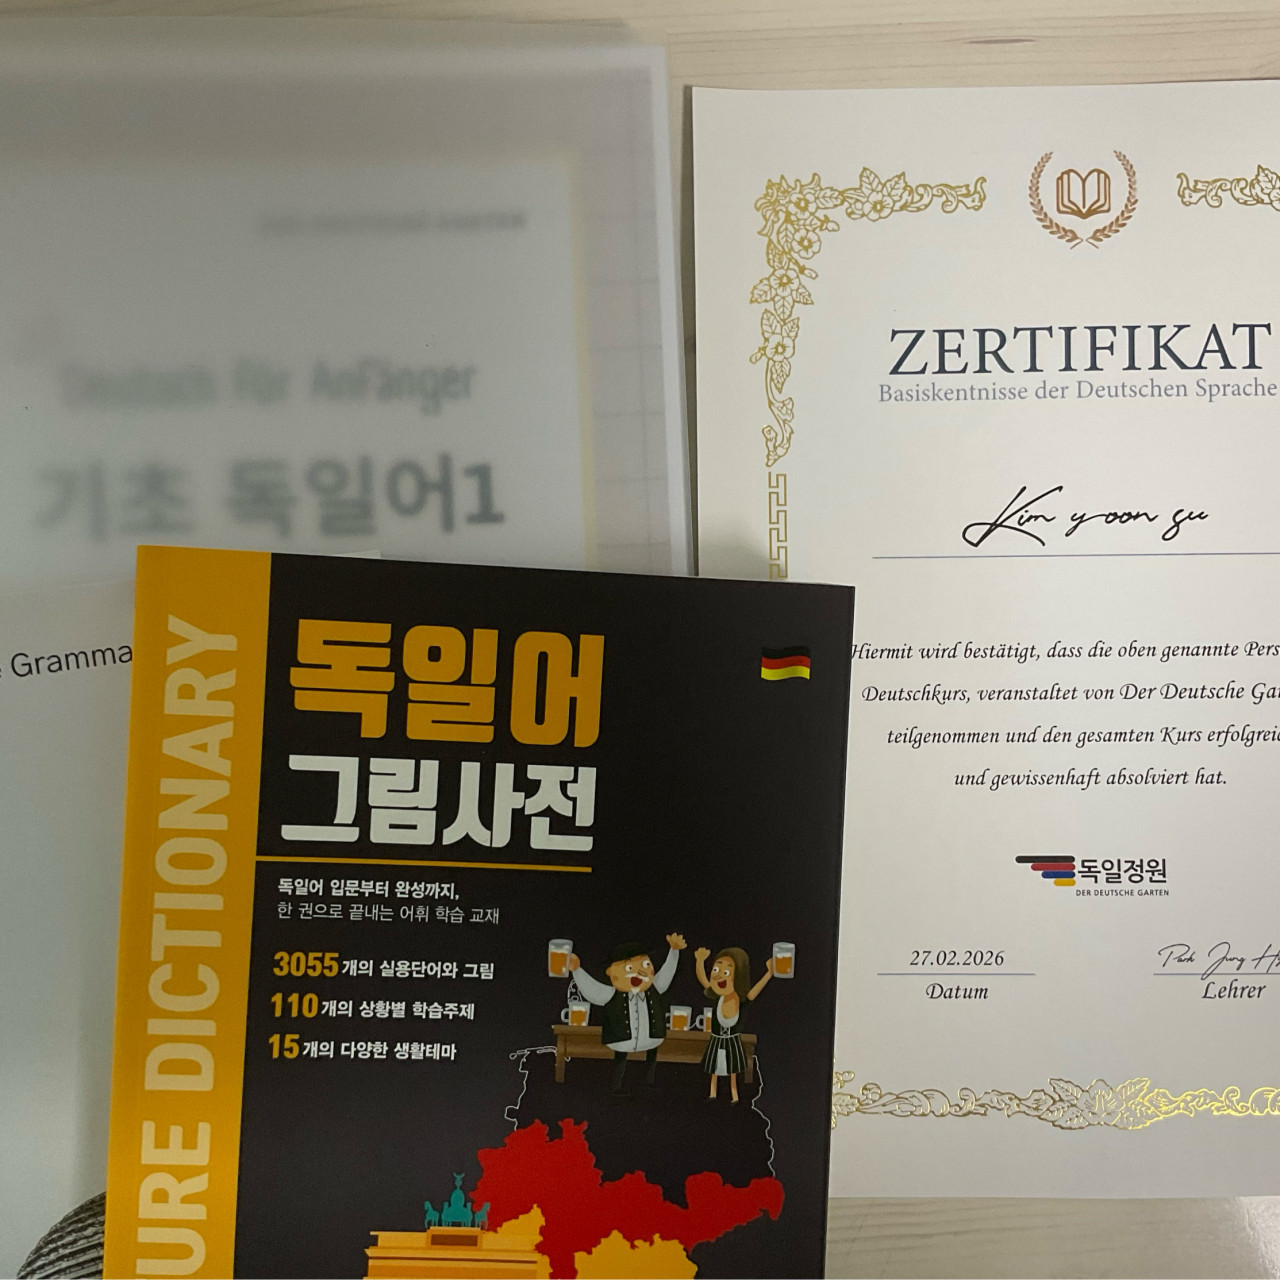 Deutsch Für Anfänger
기초 독일어1
Gramma
PICTURE DICTIONARY
독일어
그림사전
독일어 입문부터 완성까지,
한 권으로 끝내는 어휘 학습 교재
3055개의 실용단어와 그림
110개의 상황별 학습주제
15개의 다양한 생활테마
ZERTIFIKAT
Basiskentnisse der Deutschen Sprache
Kim yoon su
Hiermit wird bestätigt, dass die oben genannte Pers
Deutschkurs, veranstaltet von Der Deutsche Gar
teilgenommen und den gesamten Kurs erfolgreic
und gewissenhaft absolviert hat.
독일정원
DER DEUTSCHE GARTEN
27.02.2026
Datum
Park Jung H
Lehrer